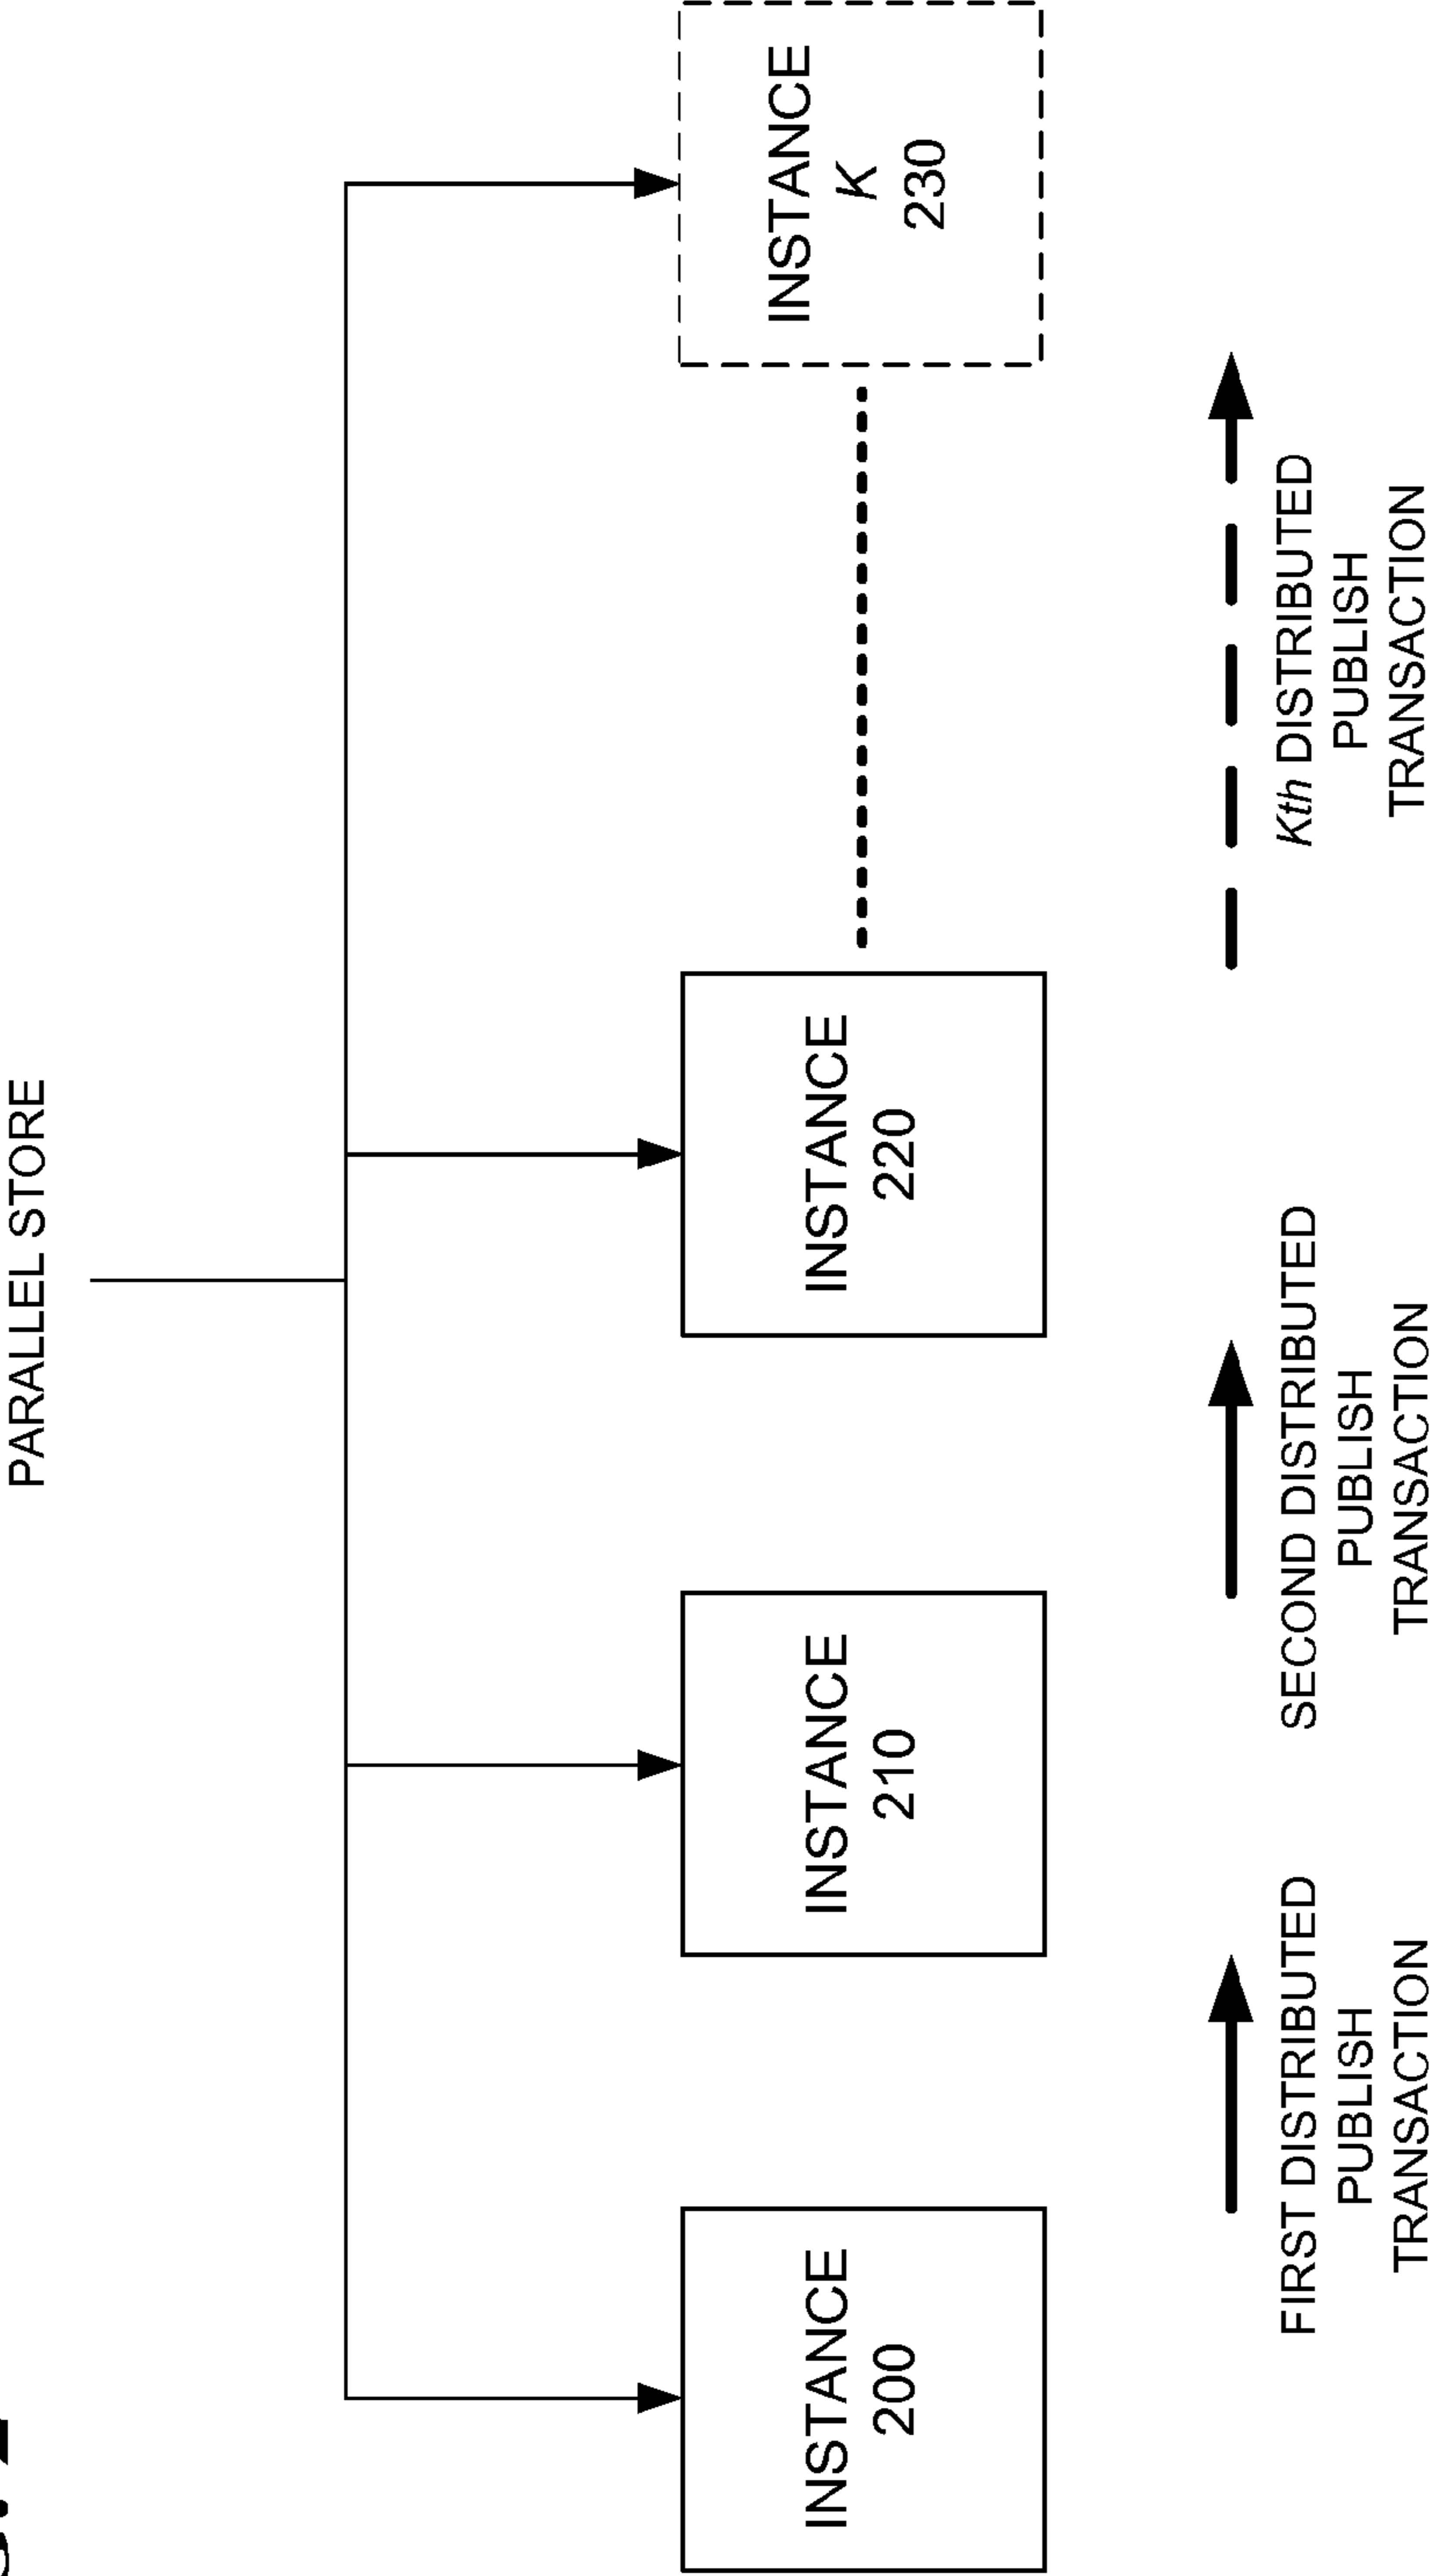 PARALLEL STORE
INSTANCE
200
INSTANCE
210
INSTANCE
220
INSTANCE
K
230
FIRST DISTRIBUTED
PUBLISH
TRANSACTION
SECOND DISTRIBUTED
PUBLISH
TRANSACTION
Kth DISTRIBUTED
PUBLISH
TRANSACTION